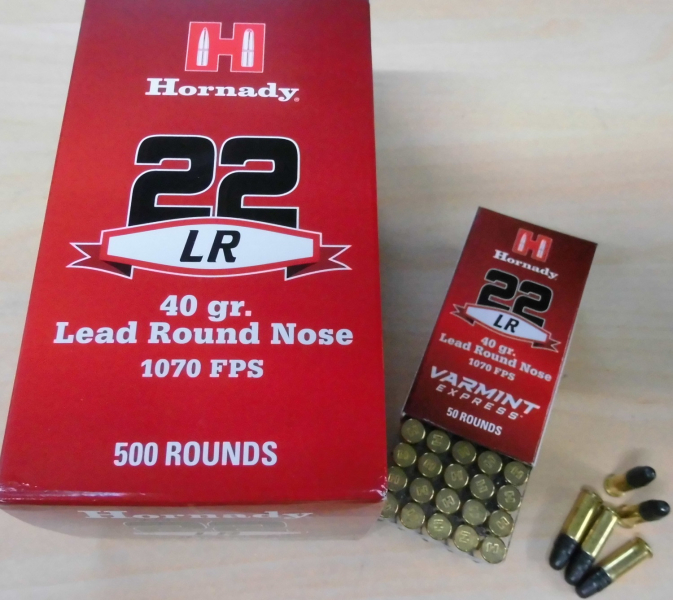 H
Hornady
22
LR
40 gr.
Lead Round Nose
1070 FPS
500 ROUNDS
Hornady
H
Hornady
22
LR
40 gr.
Lead Round Nose
1070 FPS
VARMINT
EXPRESS
50 ROUNDS